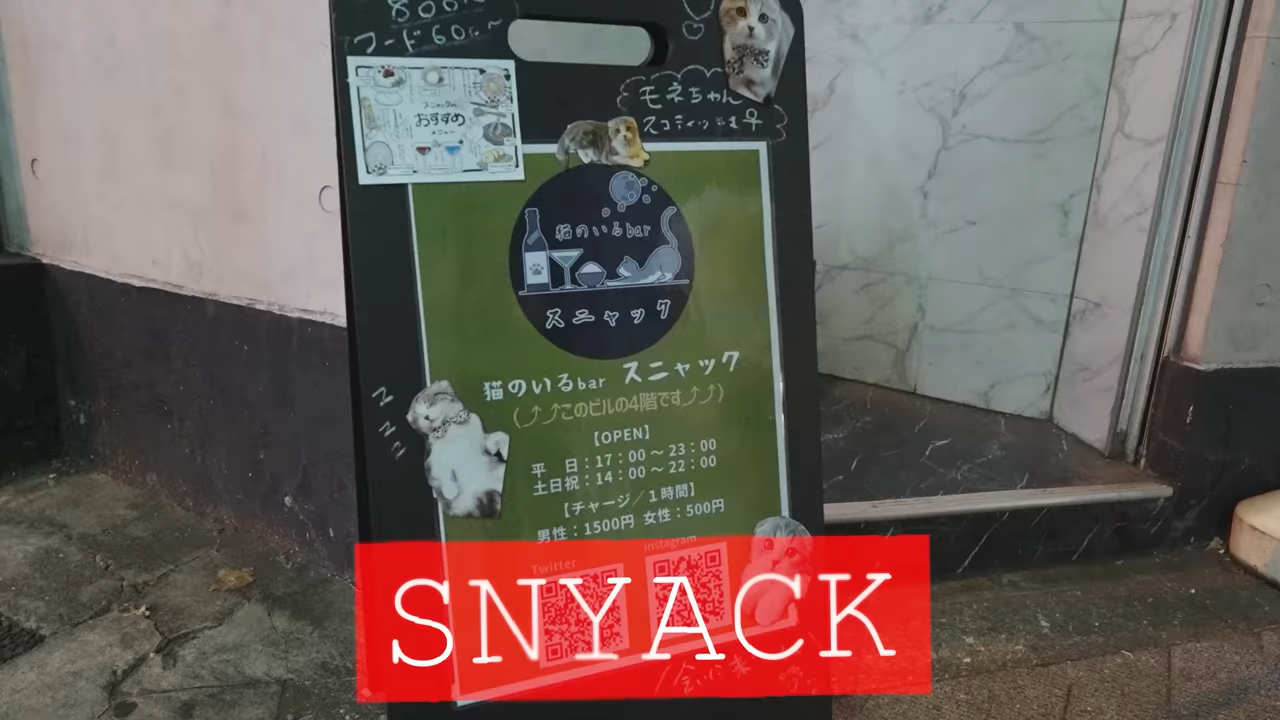 フード600~
モネちゃん
スコティッシュ♀
スニャックの
おすすめ
メニュー
猫のいるbar
スニャック
猫のいるbar スニャック
(⤴⤴このビルの4階です⤴⤴)
【OPEN】
平 日:17:00～23:00
土日祝:14:00～22:00
【チャージ/1時間】
男性:1500円 女性:500円
Twitter
Instagram
SNYACK